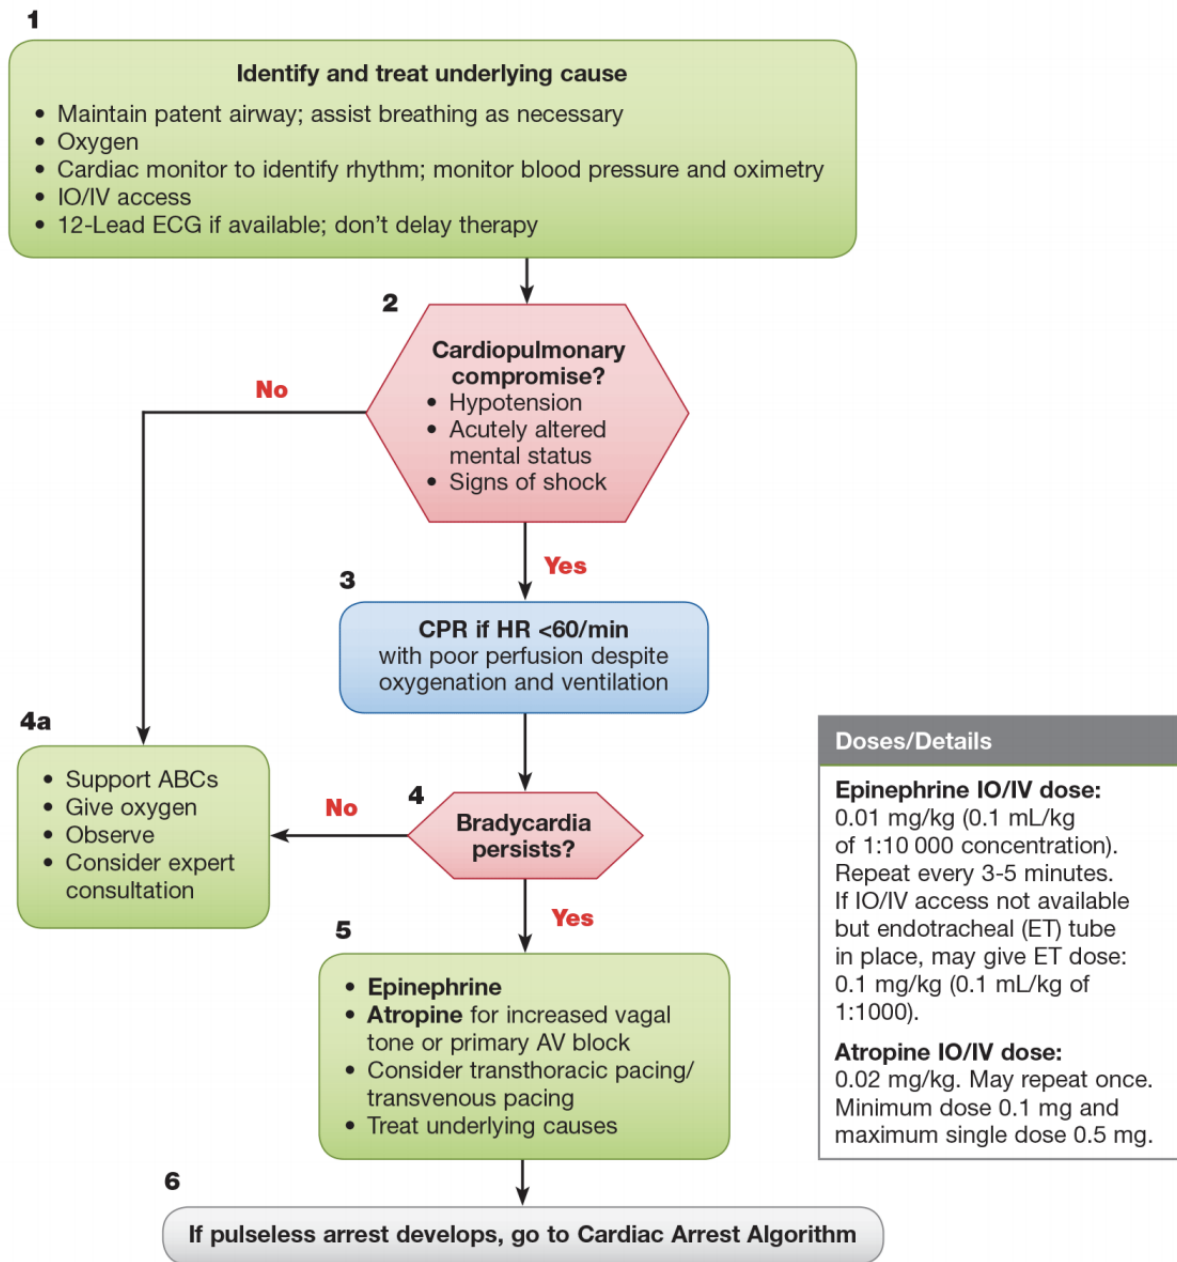 1
Identify and treat underlying cause
• Maintain patent airway; assist breathing as necessary
• Oxygen
• Cardiac monitor to identify rhythm; monitor blood pressure and oximetry
• IO/IV access
• 12-Lead ECG if available; don't delay therapy
2
Cardiopulmonary
compromise?
• Hypotension
• Acutely altered
mental status
• Signs of shock
No
Yes
3
CPR if HR <60/min
with poor perfusion despite
oxygenation and ventilation
4a
• Support ABCs
• Give oxygen
• Observe
• Consider expert
consultation
No
4
Bradycardia
persists?
Yes
5
• Epinephrine
• Atropine for increased vagal
tone or primary AV block
• Consider transthoracic pacing/
transvenous pacing
• Treat underlying causes
6
If pulseless arrest develops, go to Cardiac Arrest Algorithm
Doses/Details
Epinephrine IO/IV dose:
0.01 mg/kg (0.1 mL/kg
of 1:10 000 concentration).
Repeat every 3-5 minutes.
If IO/IV access not available
but endotracheal (ET) tube
in place, may give ET dose:
0.1 mg/kg (0.1 mL/kg of
1:1000).
Atropine IO/IV dose:
0.02 mg/kg. May repeat once.
Minimum dose 0.1 mg and
maximum single dose 0.5 mg.